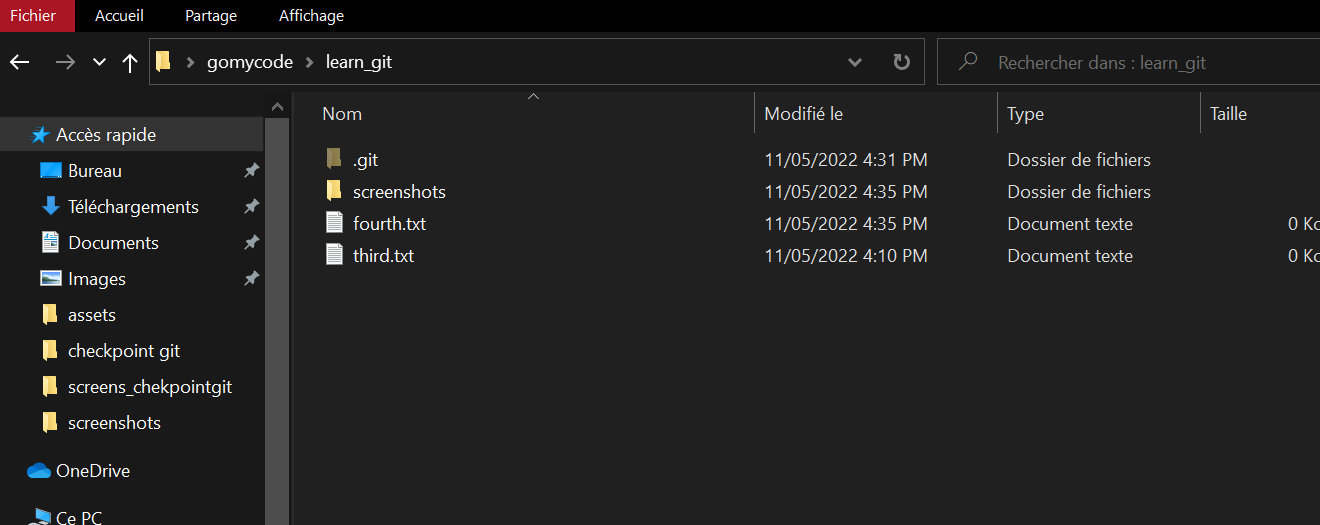 Fichier Accueil Partage Affichage
gomycode learn_git Rechercher dans : learn_git
Nom Modifié le Type Taille
Accès rapide
Bureau
Téléchargements
Documents
Images
assets
checkpoint git
screens_chekpointgit
screenshots
OneDrive
Ce PC
.git 11/05/2022 4:31 PM Dossier de fichiers
screenshots 11/05/2022 4:35 PM Dossier de fichiers
fourth.txt 11/05/2022 4:35 PM Document texte 0 Ko
third.txt 11/05/2022 4:10 PM Document texte 0 Ko